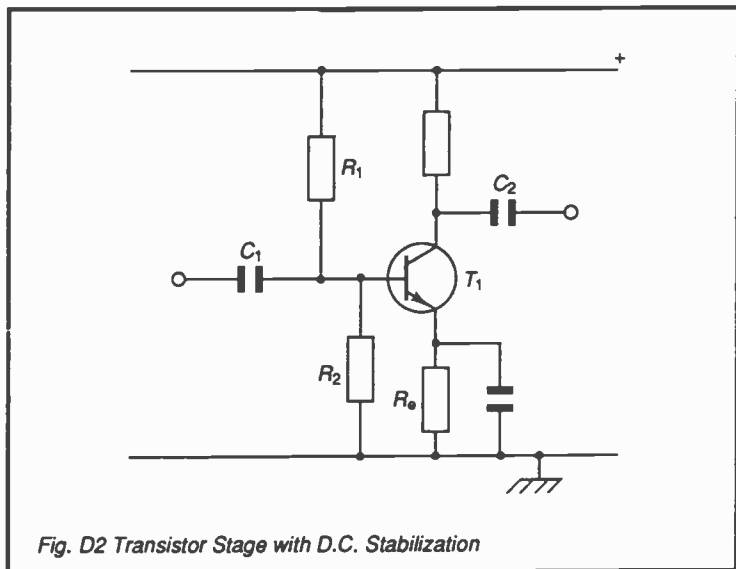 +
R1
C2
C1
T1
R2
Re
Fig. D2 Transistor Stage with D.C. Stabilization